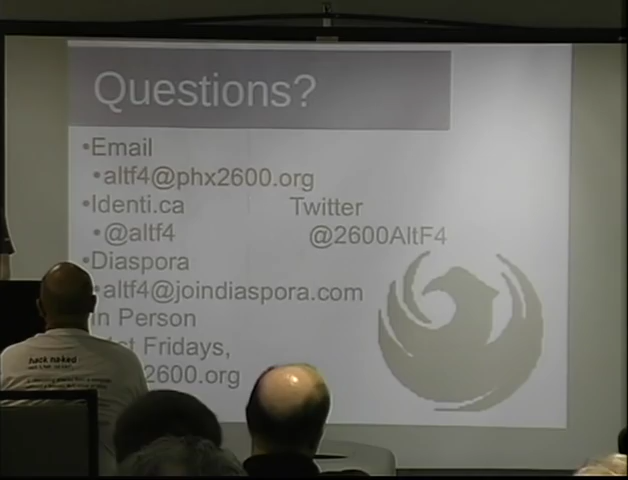 Questions?
•Email
•altf4@phx2600.org
•Identi.ca Twitter
•@altf4 @2600AltF4
•Diaspora
•altf4@joindiaspora.com
In Person
1st Fridays,
2600.org
hack naked